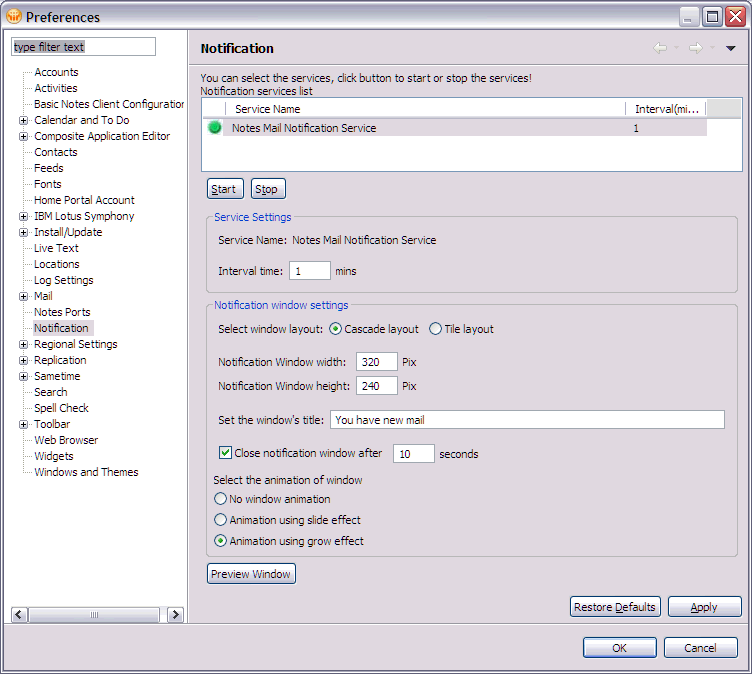 Preferences
type filter text
Accounts
Activities
Basic Notes Client Configuration
Calendar and To Do
Composite Application Editor
Contacts
Feeds
Fonts
Home Portal Account
IBM Lotus Symphony
Install/Update
Live Text
Locations
Log Settings
Mail
Notes Ports
Notification
Regional Settings
Replication
Sametime
Search
Spell Check
Toolbar
Web Browser
Widgets
Windows and Themes
Notification
You can select the services, click button to start or stop the services!
Notification services list
Service Name Interval(mi...
Notes Mail Notification Service 1
Start Stop
Service Settings
Service Name: Notes Mail Notification Service
Interval time: 1 mins
Notification window settings
Select window layout: Cascade layout Tile layout
Notification Window width: 320 Pix
Notification Window height: 240 Pix
Set the window's title: You have new mail
Close notification window after 10 seconds
Select the animation of window
No window animation
Animation using slide effect
Animation using grow effect
Preview Window
Restore Defaults Apply
OK Cancel